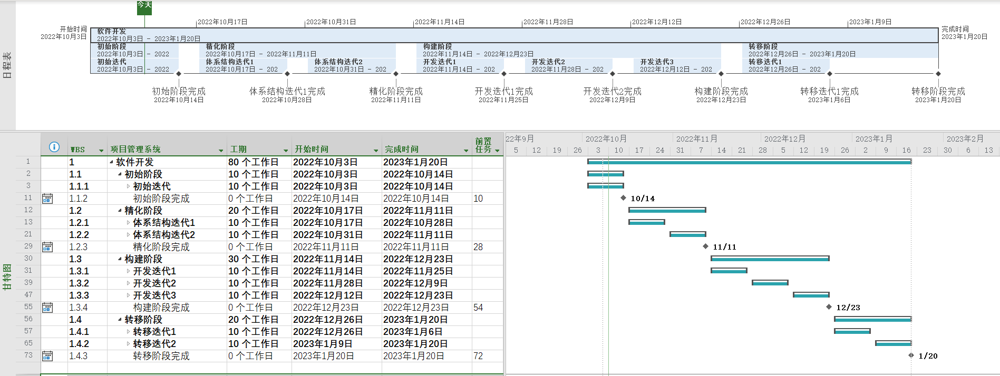 今天
2022年10月17日 2022年10月31日 2022年11月14日 2022年11月28日 2022年12月12日 2022年12月26日 2023年1月9日
开始时间
2022年10月3日
完成时间
2023年1月20日
软件开发
2022年10月3日 - 2023年1月20日
初始阶段 精化阶段 构建阶段 转移阶段
2022年10月3日 - 2022 2022年10月17日 - 2022年11月11日 2022年11月14日 - 2022年12月23日 2022年12月26日 - 2023年1月20日
初始迭代 体系结构迭代1 体系结构迭代2 开发迭代1 开发迭代2 开发迭代3 转移迭代1
2022年10月3日 - 2022 2022年10月17日 - 202 2022年10月31日 - 202 2022年11月14日 - 202 2022年11月28日 - 202 2022年12月12日 - 202 2022年12月26日 - 202
初始阶段完成 体系结构迭代1完成 精化阶段完成 开发迭代1完成 开发迭代2完成 构建阶段完成 转移迭代1完成 转移阶段完成
2022年10月14日 2022年10月28日 2022年11月11日 2022年11月25日 2022年12月9日 2022年12月23日 2023年1月6日 2023年1月20日
日程表
甘特图
WBS 项目管理系统 工期 开始时间 完成时间 前置任务
22年9月 2022年10月 2022年11月 2022年12月 2023年1月 2023年2月
5 12 19 26 3 10 17 24 31 7 14 21 28 5 12 19 26 2 9 16 23 30 6 13
1 1 软件开发 80 个工作日 2022年10月3日 2023年1月20日
2 1.1 初始阶段 10 个工作日 2022年10月3日 2022年10月14日
3 1.1.1 初始迭代 10 个工作日 2022年10月3日 2022年10月14日
11 1.1.2 初始阶段完成 0 个工作日 2022年10月14日 2022年10月14日 10 10/14
12 1.2 精化阶段 20 个工作日 2022年10月17日 2022年11月11日
13 1.2.1 体系结构迭代1 10 个工作日 2022年10月17日 2022年10月28日
21 1.2.2 体系结构迭代2 10 个工作日 2022年10月31日 2022年11月11日
29 1.2.3 精化阶段完成 0 个工作日 2022年11月11日 2022年11月11日 28 11/11
30 1.3 构建阶段 30 个工作日 2022年11月14日 2022年12月23日
31 1.3.1 开发迭代1 10 个工作日 2022年11月14日 2022年11月25日
39 1.3.2 开发迭代2 10 个工作日 2022年11月28日 2022年12月9日
47 1.3.3 开发迭代3 10 个工作日 2022年12月12日 2022年12月23日
55 1.3.4 构建阶段完成 0 个工作日 2022年12月23日 2022年12月23日 54 12/23
56 1.4 转移阶段 20 个工作日 2022年12月26日 2023年1月20日
57 1.4.1 转移迭代1 10 个工作日 2022年12月26日 2023年1月6日
65 1.4.2 转移迭代2 10 个工作日 2023年1月9日 2023年1月20日
73 1.4.3 转移阶段完成 0 个工作日 2023年1月20日 2023年1月20日 72 1/20